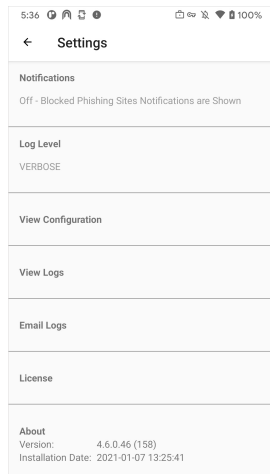 5:36
100%
Settings
Notifications
Off - Blocked Phishing Sites Notifications are Shown
Log Level
VERBOSE
View Configuration
View Logs
Email Logs
License
About
Version: 4.6.0.46 (158)
Installation Date: 2021-01-07 13:25:41